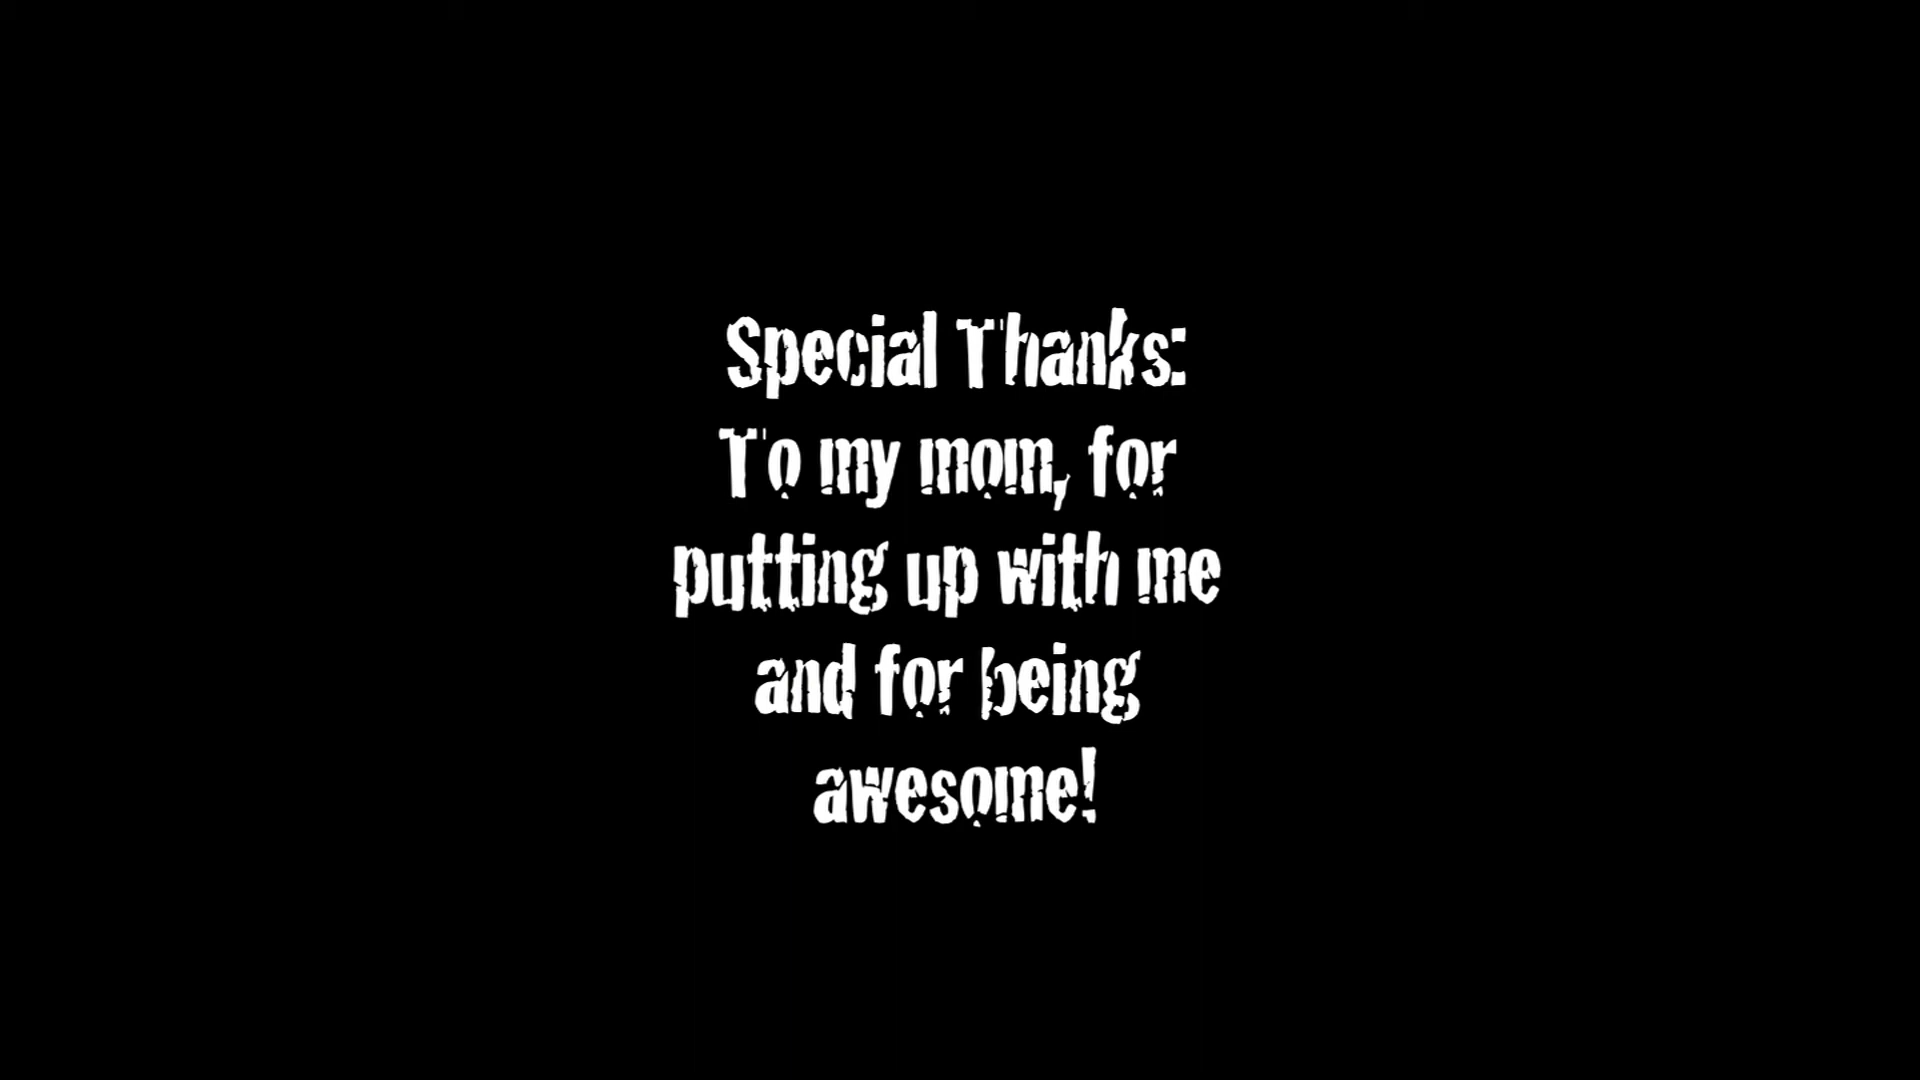 Special Thanks:
To my mom, for
putting up with me
and for being
awesome!